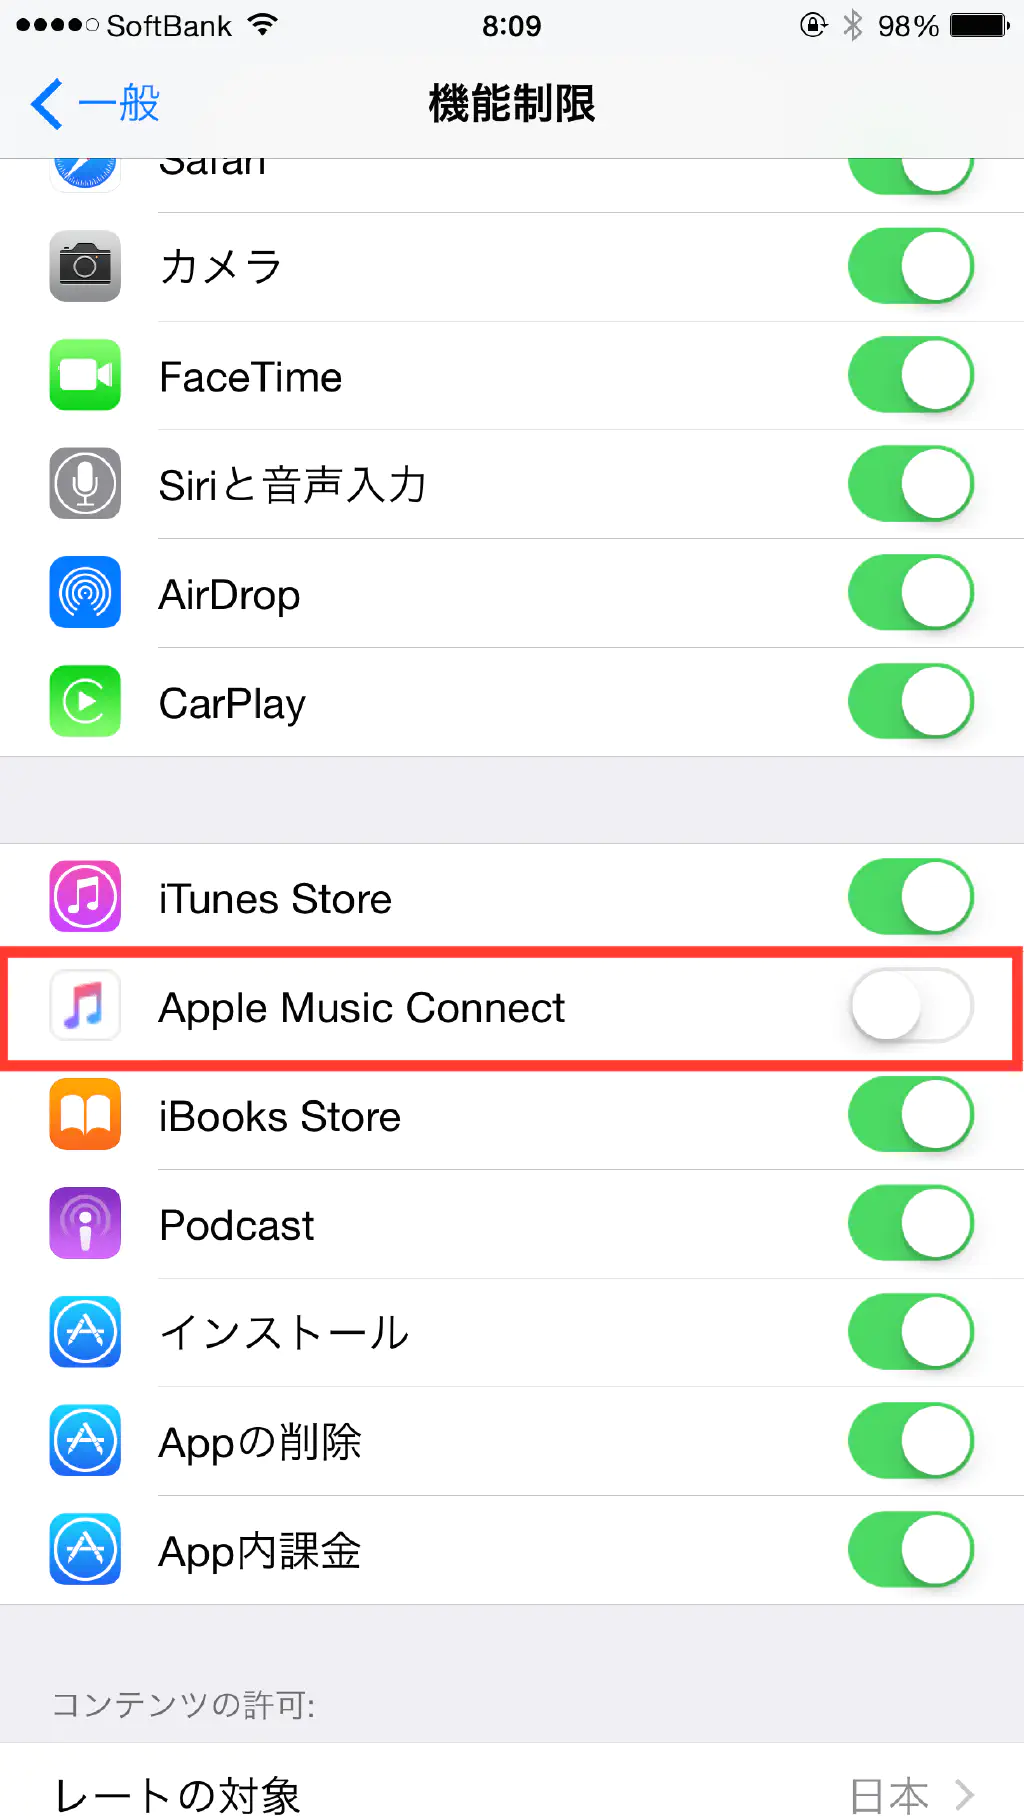 SoftBank 8:09 98%
一般 機能制限
Safari
カメラ
FaceTime
Siriと音声入力
AirDrop
CarPlay
iTunes Store
Apple Music Connect
iBooks Store
Podcast
インストール
Appの削除
App内課金
コンテンツの許可:
レートの対象 日本